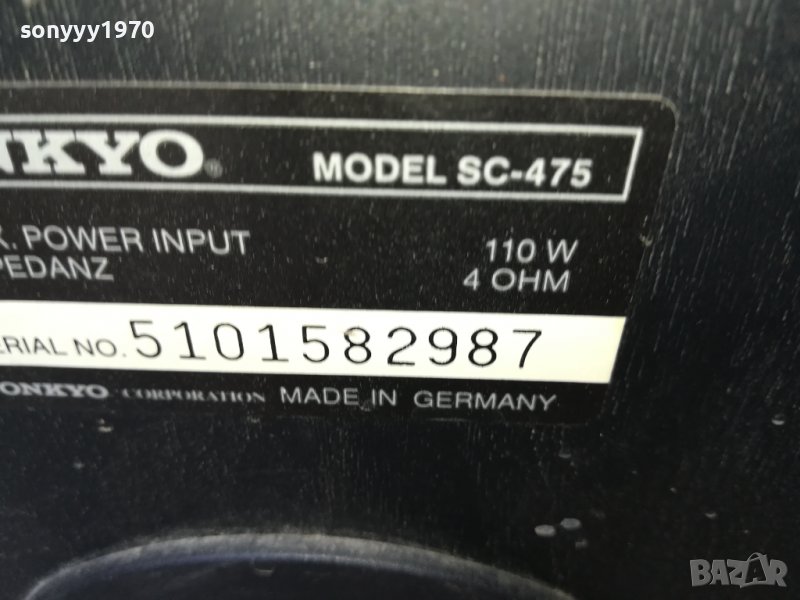 sonyyy1970
NKYO® MODEL SC-475
X. POWER INPUT 110 W
PEDANZ 4 OHM
ERIAL NO. 5101582987
ONKYO CORPORATION MADE IN GERMANY
BAZAR